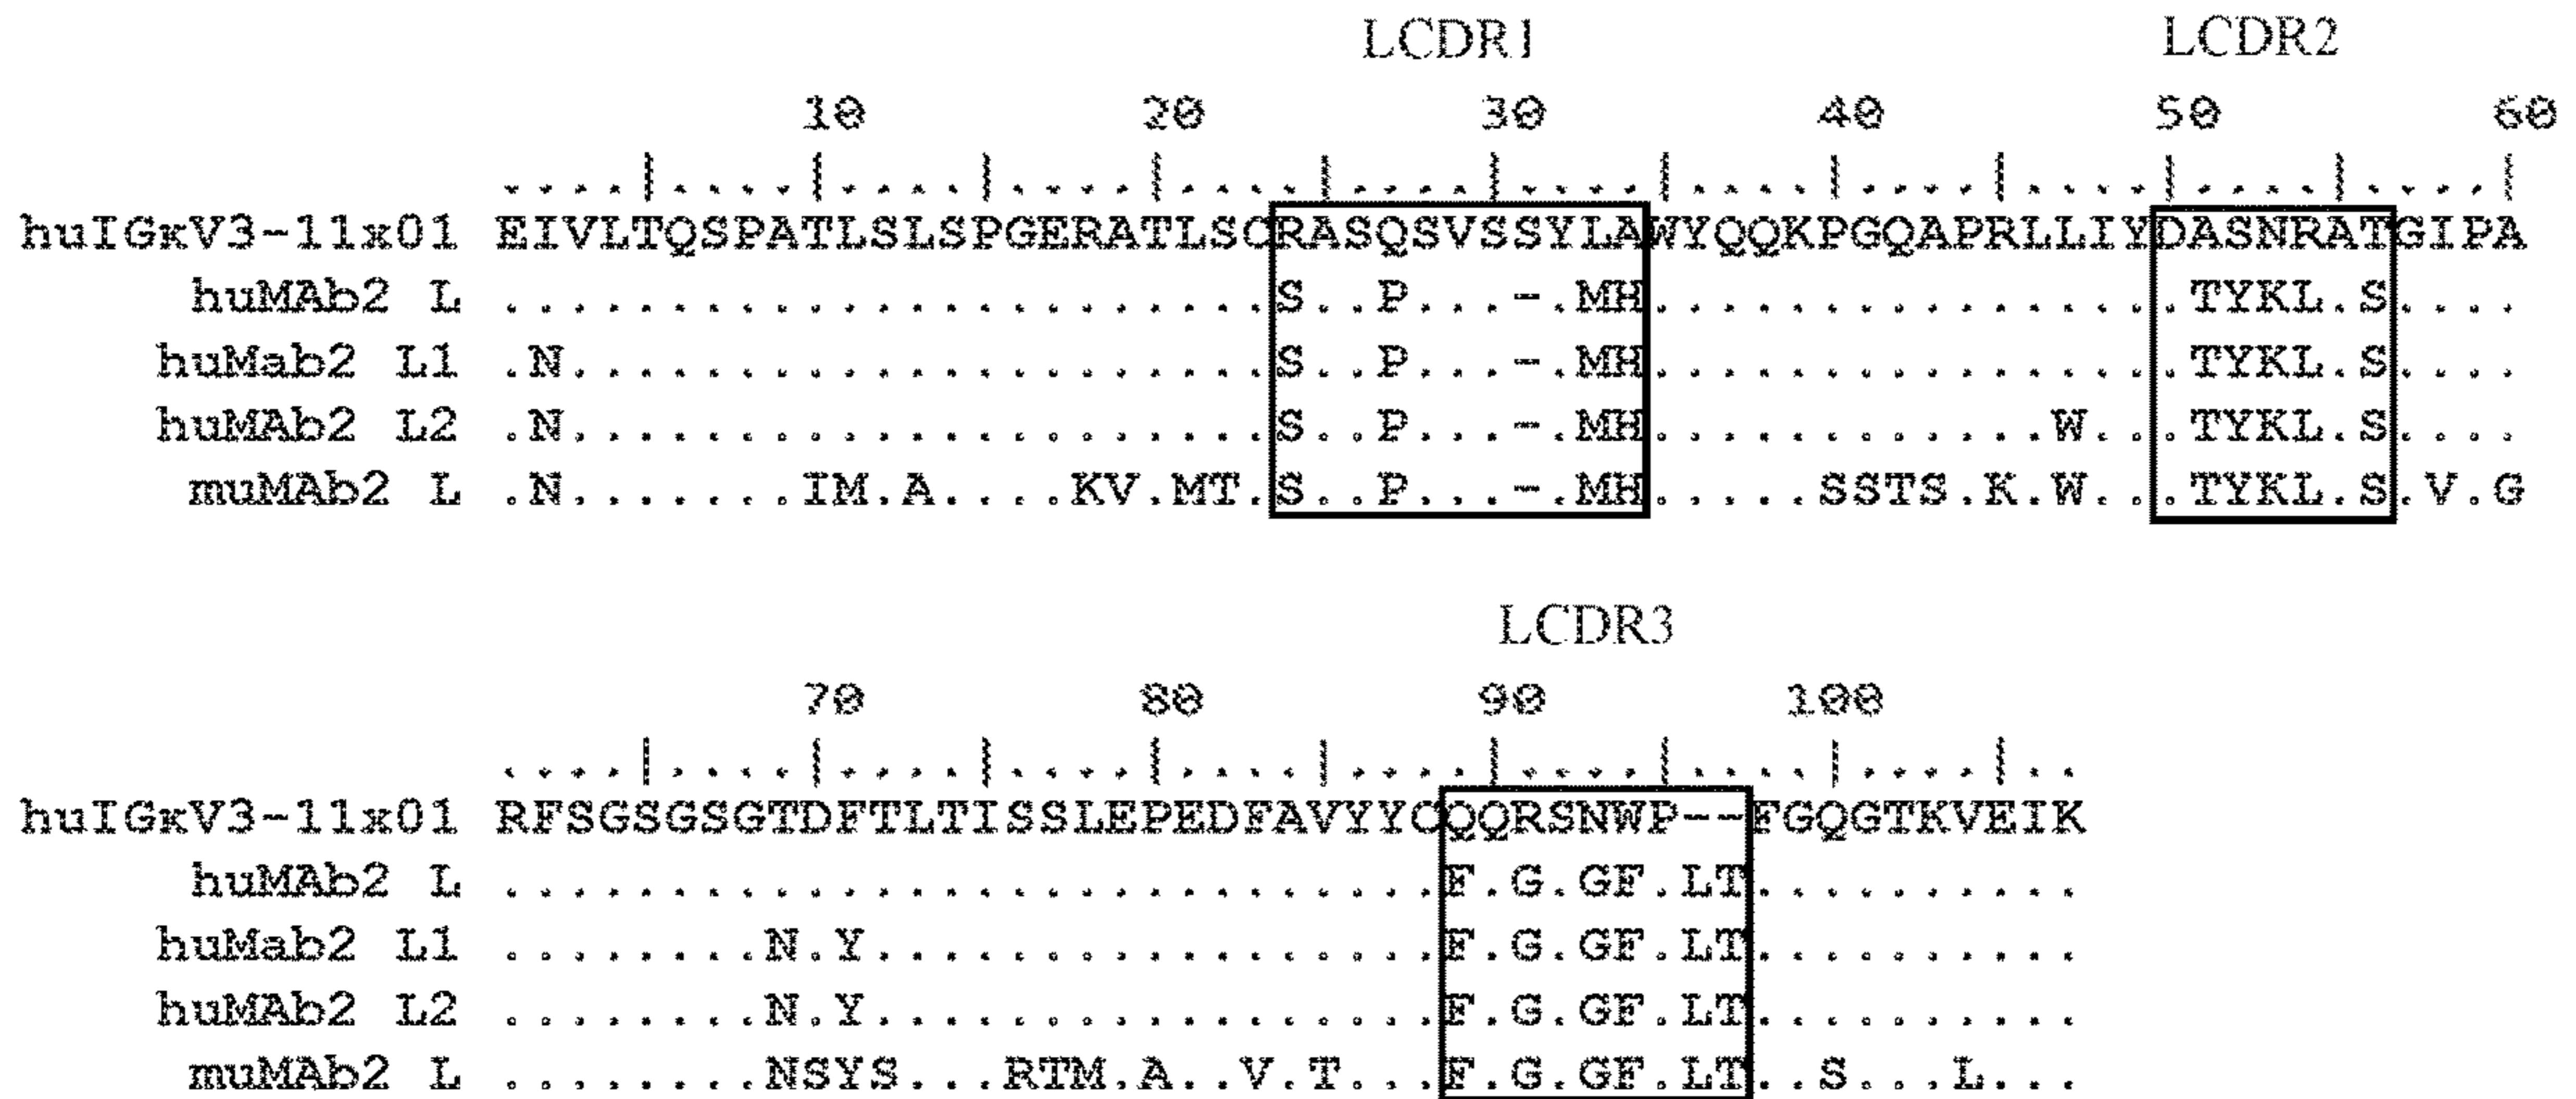 LCDR1 LCDR2
10 20 30 40 50 60
....|....|....|....|....|....|....|....|....|....|....|....|
huIGκV3-11x01 EIVLTQSPATLSLSPGERATLSCRASQSVSSYLAWYQQKPGQAPRLLIYDASNRATGIPA
huMAb2 L .......................S..P...-.MH................TYKL.S....
huMab2 L1 .N.....................S..P...-.MH................TYKL.S....
huMAb2 L2 .N.....................S..P...-.MH............W...TYKL.S....
muMAb2 L .N.......IM.A....KV.MT.S..P...-.MH.....SSTS.K.W...TYKL.S.V.G
LCDR3
70 80 90 100
....|....|....|....|....|....|....|....|....|..
huIGκV3-11x01 RFSGSGSGTDFTLTISSLEPEDFAVYYCQQRSNWP--FGQGTKVEIK
huMAb2 L ............................F.G.GF.LT..........
huMab2 L1 ........N.Y.................F.G.GF.LT..........
huMAb2 L2 ........N.Y.................F.G.GF.LT..........
muMAb2 L ........NSYS...RTM.A..V.T...F.G.GF.LT..S...L...